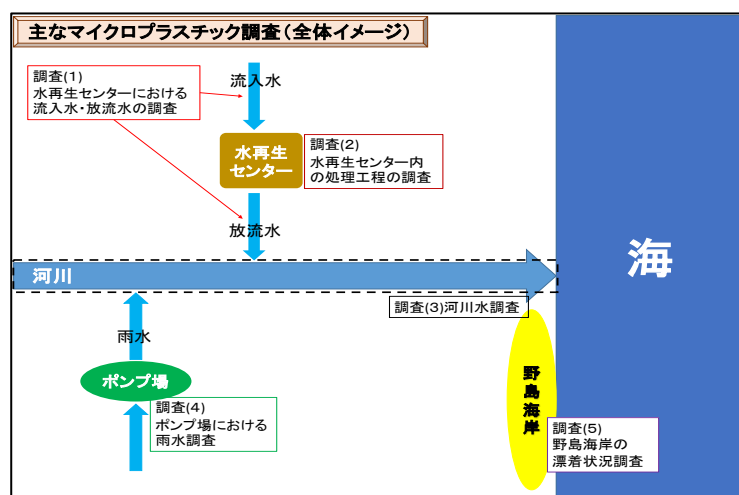 主なマイクロプラスチック調査(全体イメージ)
調査(1)
水再生センターにおける
流入水・放流水の調査
流入水
水再生
センター
調査(2)
水再生センター内
の処理工程の調査
放流水
海
河川
調査(3)河川水調査
雨水
ポンプ場
調査(4)
ポンプ場における
雨水調査
野島海岸
調査(5)
野島海岸の
漂着状況調査